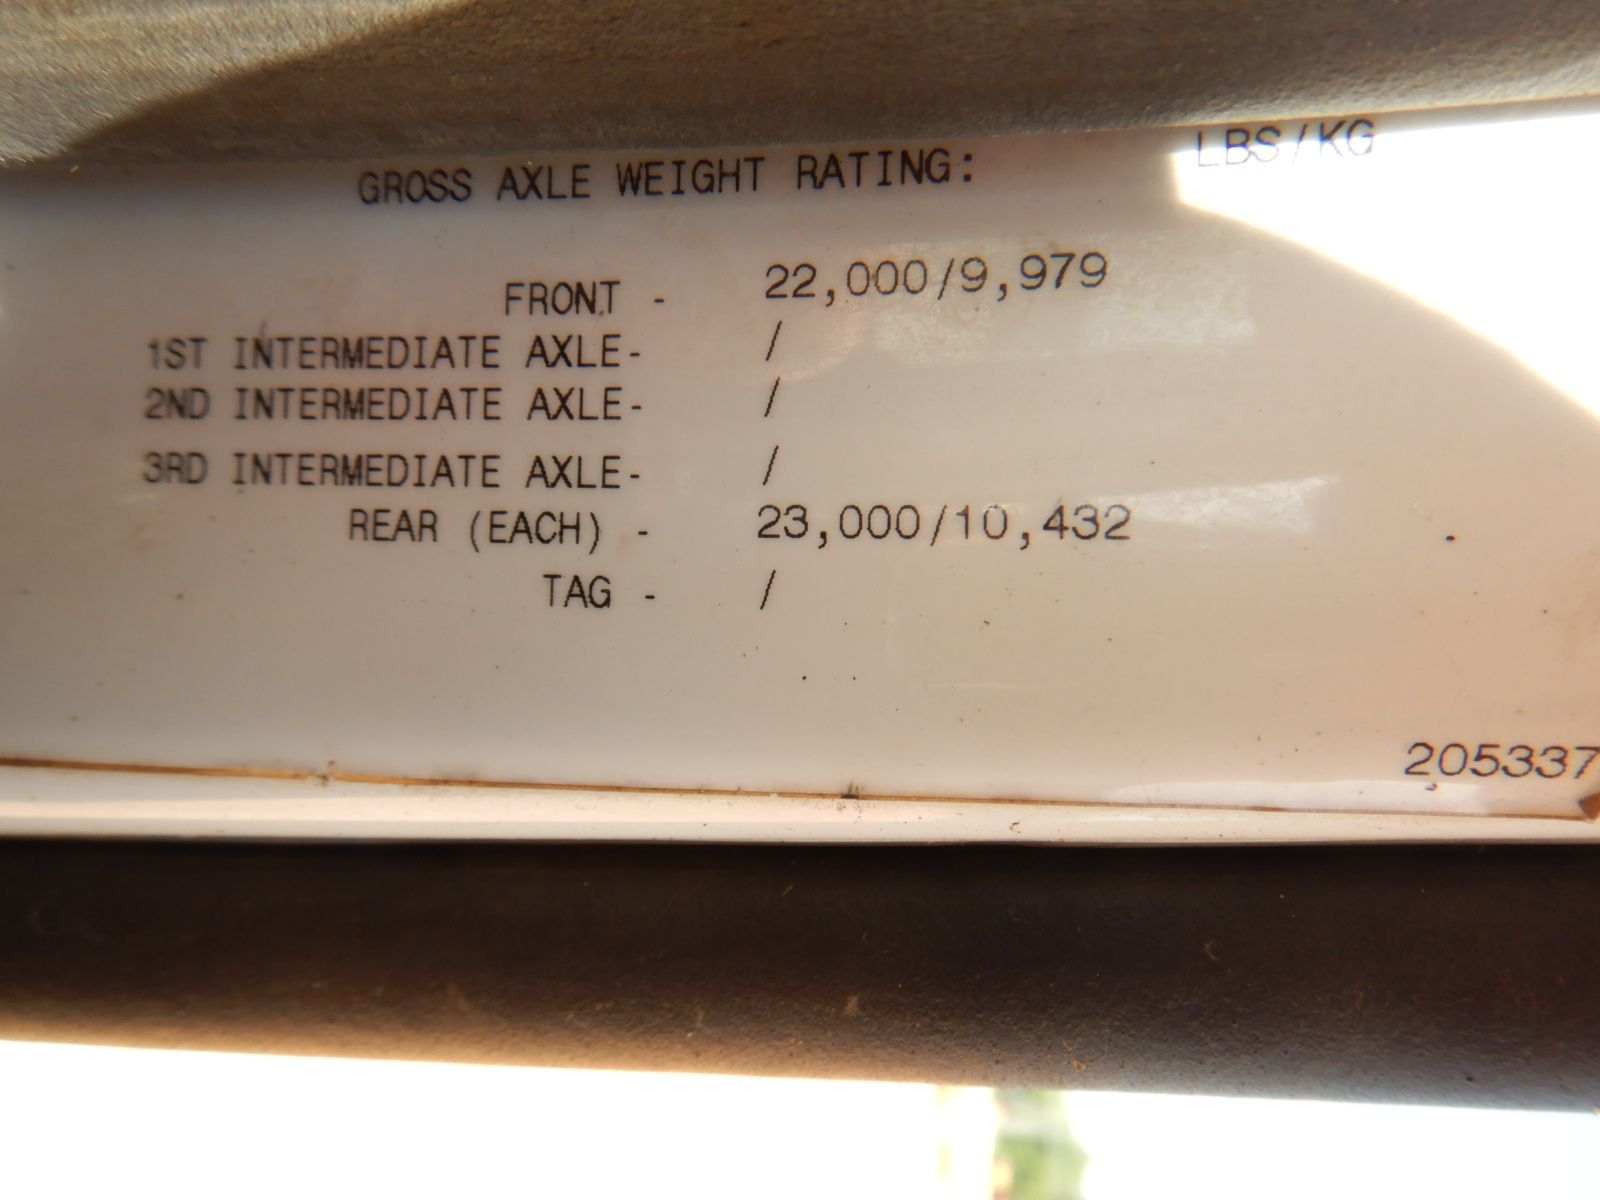 GROSS AXLE WEIGHT RATING: LBS/KG
FRONT - 22,000/9,979
1ST INTERMEDIATE AXLE- /
2ND INTERMEDIATE AXLE- /
3RD INTERMEDIATE AXLE- /
REAR (EACH) - 23,000/10,432
TAG - /
205337